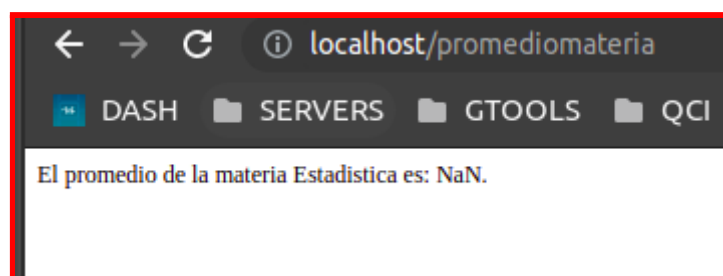 localhost/promediomateria
DASH SERVERS GTOOLS QCI
El promedio de la materia Estadistica es: NaN.